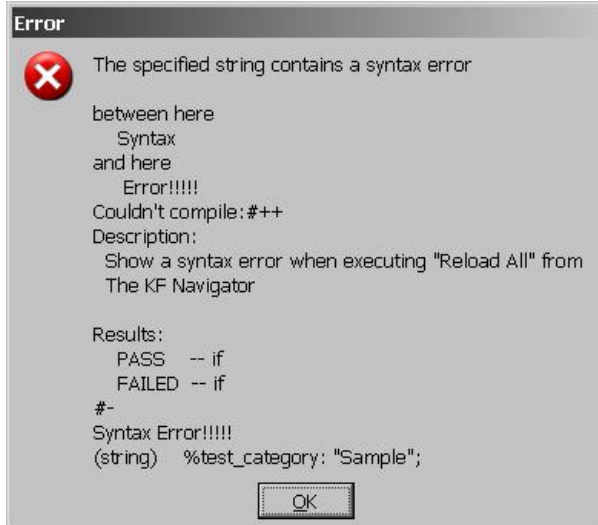 Error
The specified string contains a syntax error
between here
Syntax
and here
Error!!!!!
Couldn't compile:#++
Description:
Show a syntax error when executing "Reload All" from
The KF Navigator
Results:
PASS -- if
FAILED -- if
#-
Syntax Error!!!!!
(string) %test_category: "Sample";
OK